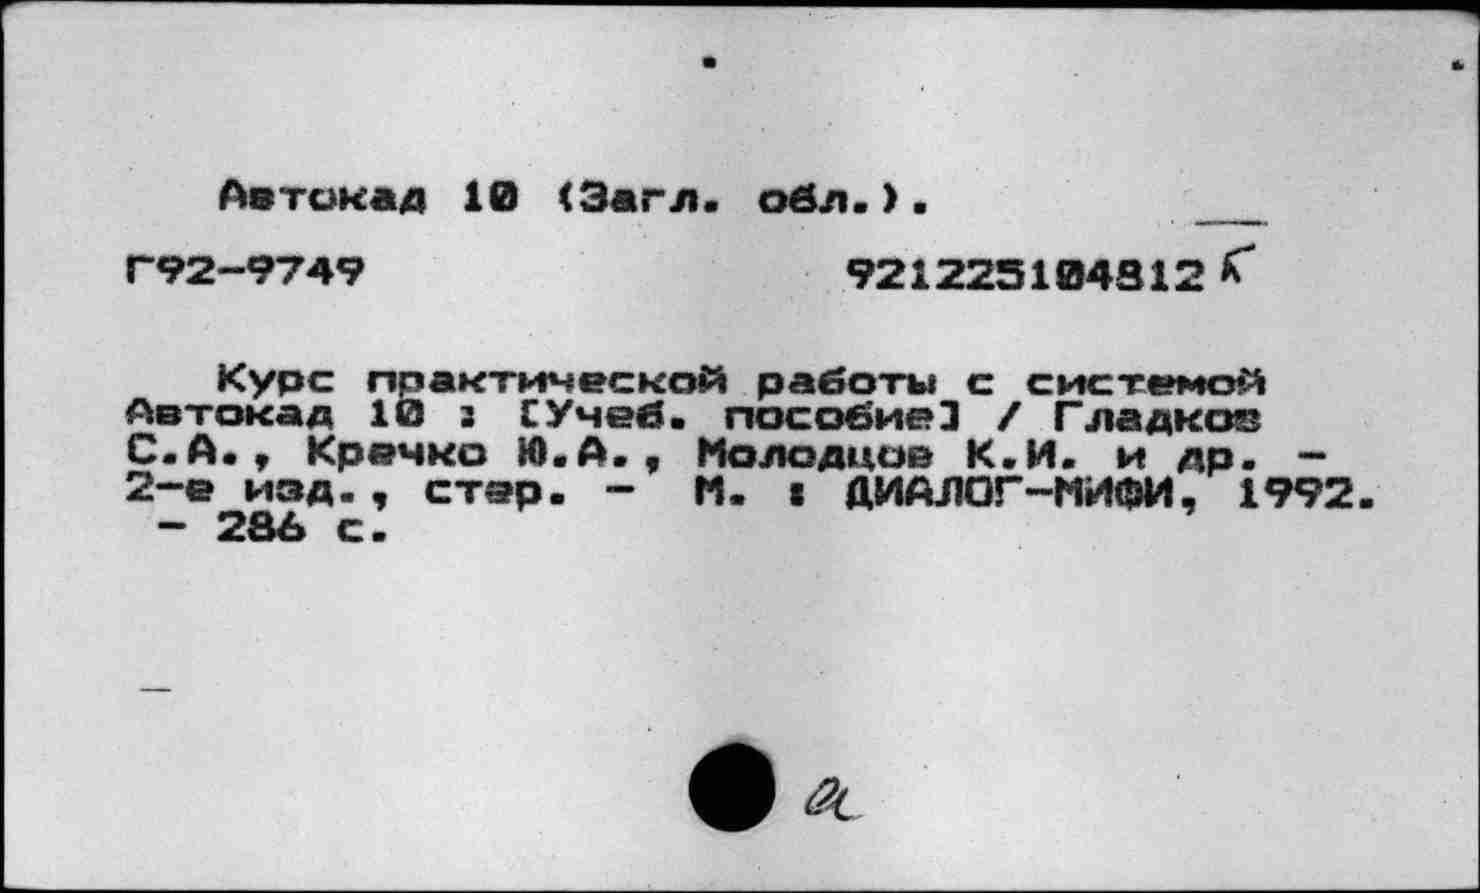 Автокад 10 (Загл. обл.).
Г92-9749 921225104812 К
Курс практической работы с системой
Автокад 10 : [Учеб. пособие] / Гладков
С.А., Кречко Ю.А., Молодцов К.И. и др. -
2-е изд., стер. - М. : ДИАЛОГ-МИФИ, 1992.
- 286 с.